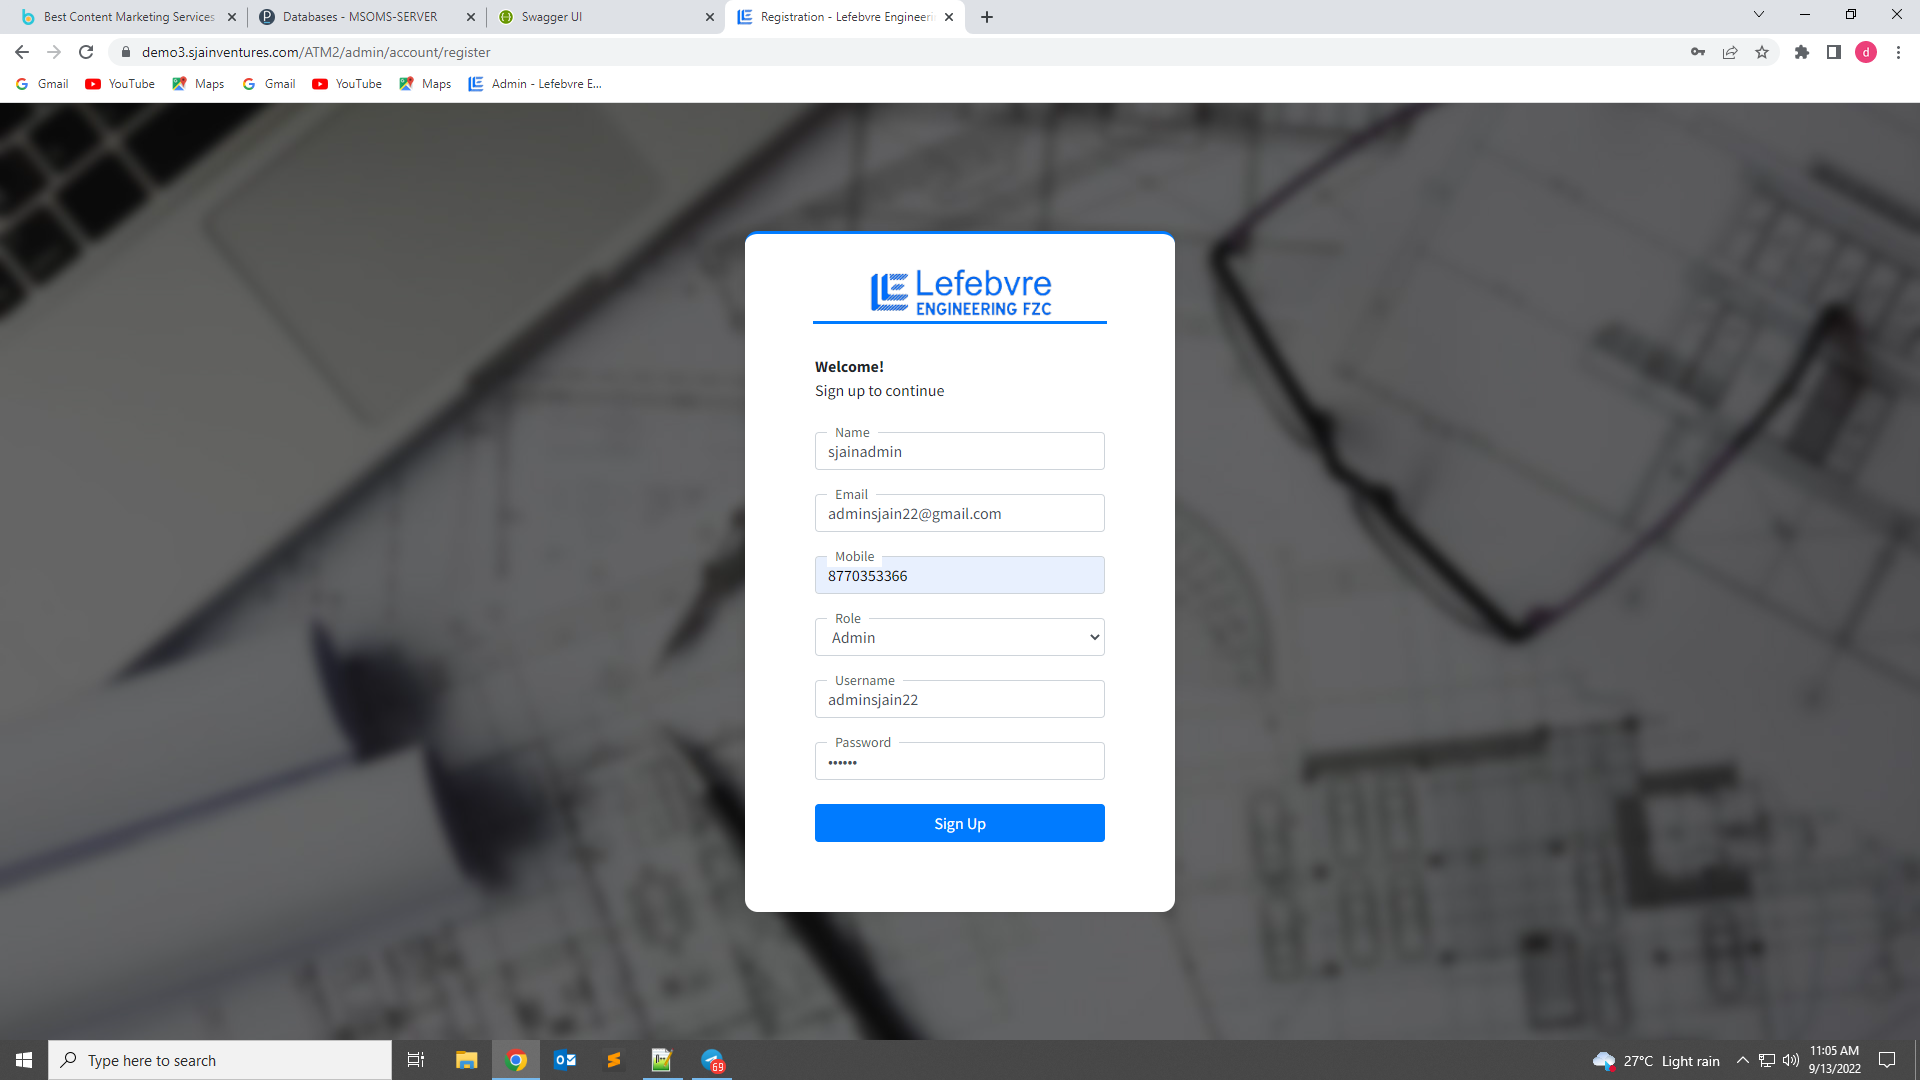 Best Content Marketing Services
Databases - MSOMS-SERVER
Swagger UI
Registration - Lefebvre Engineeri
demo3.sjainventures.com/ATM2/admin/account/register
d
Gmail
YouTube
Maps
Gmail
YouTube
Maps
Admin - Lefebvre E...
Lefebvre
ENGINEERING FZC
Welcome!
Sign up to continue
Name
sjainadmin
Email
adminsjain22@gmail.com
Mobile
8770353366
Role
Admin
Username
adminsjain22
Password
••••••
Sign Up
Type here to search
69
27°C Light rain
11:05 AM
9/13/2022